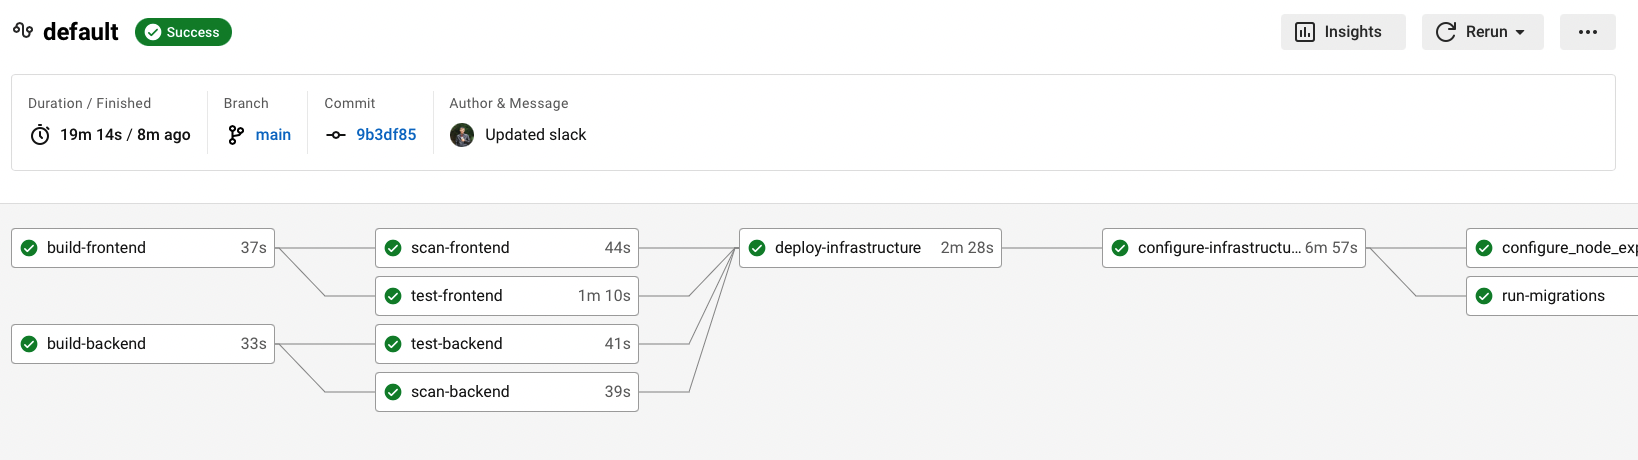 default Success Insights Rerun
Duration / Finished Branch Commit Author & Message
19m 14s / 8m ago main 9b3df85 Updated slack
build-frontend 37s scan-frontend 44s deploy-infrastructure 2m 28s configure-infrastructu... 6m 57s configure_node_exp
test-frontend 1m 10s run-migrations
build-backend 33s test-backend 41s
scan-backend 39s